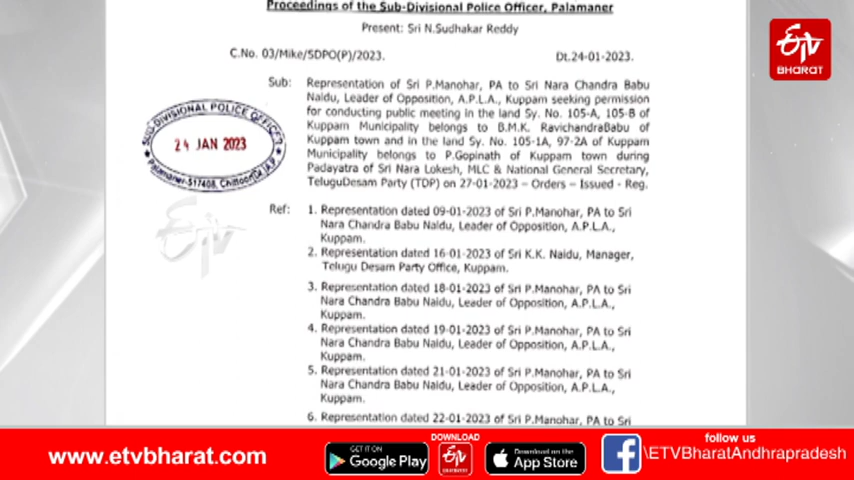 Proceedings of the Sub-Divisional Police Officer, Palamaner
Present: Sri N.Sudhakar Reddy
C.No. 03/Mike/SDPO(P)/2023. Dt.24-01-2023.
Sub: Representation of Sri P.Manohar, PA to Sri Nara Chandra Babu
Naidu, Leader of Opposition, A.P.L.A., Kuppam seeking permission
for conducting public meeting in the land Sy. No. 105-A, 105-B of
Kuppam Municipality belongs to B.M.K. RavichandraBabu of
Kuppam town and in the land Sy. No. 105-1A, 97-2A of Kuppam
Municipality belongs to P.Gopinath of Kuppam town during
Padayatra of Sri Nara Lokesh, MLC & National General Secretary,
TeluguDesam Party (TDP) on 27-01-2023 – Orders – Issued - Reg.
SUB-DIVISIONAL POLICE OFFICER
24 JAN 2023
Palamaner-517408, Chittoor(Dt.)A.P.
Ref: 1. Representation dated 09-01-2023 of Sri P.Manohar, PA to Sri
Nara Chandra Babu Naidu, Leader of Opposition, A.P.L.A.,
Kuppam.
2. Representation dated 16-01-2023 of Sri K.K. Naidu, Manager,
Telugu Desam Party Office, Kuppam.
3. Representation dated 18-01-2023 of Sri P.Manohar, PA to Sri
Nara Chandra Babu Naidu, Leader of Opposition, A.P.L.A.,
Kuppam.
4. Representation dated 19-01-2023 of Sri P.Manohar, PA to Sri
Nara Chandra Babu Naidu, Leader of Opposition, A.P.L.A.,
Kuppam.
5. Representation dated 21-01-2023 of Sri P.Manohar, PA to Sri
Nara Chandra Babu Naidu, Leader of Opposition, A.P.L.A.,
Kuppam.
6. Representation dated 22-01-2023 of Sri P.Manohar, PA to Sri
ETV
BHARAT
ETV
www.etvbharat.com
DOWNLOAD
GET IT ON
Google Play
ETV
BHARAT
Download on the
App Store
follow us
\ETVBharatAndhrapradesh